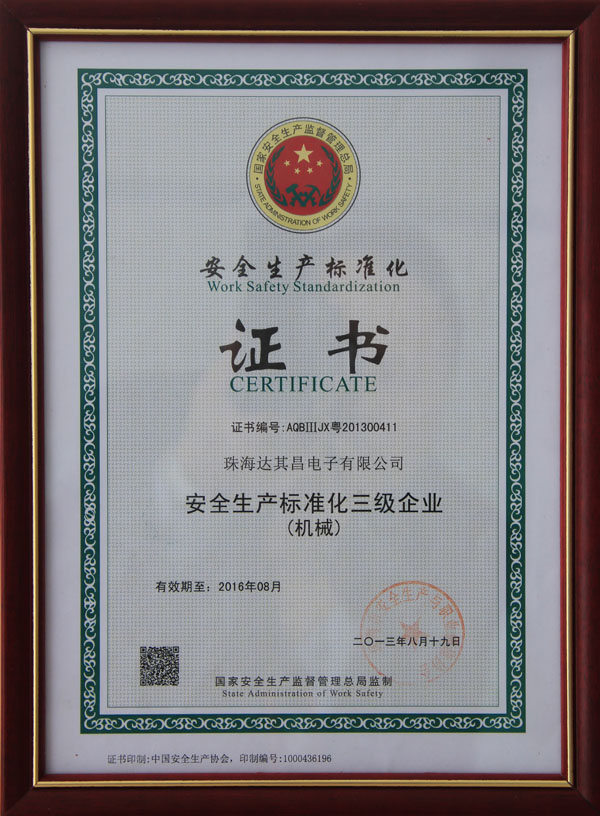 ·国家安全生产监督管理总局·
STATE ADMINISTRATION OF WORK SAFETY
安全生产标准化
Work Safety Standardization
证书
CERTIFICATE
证书编号:AQBIIIJX粤201300411
珠海达其昌电子有限公司
安全生产标准化三级企业
(机械)
有效期至：2016年08月
安全生产与职
二〇一三年八月十九日
国家安全生产监督管理总局监制
State Administration of Work Safety
证书印制:中国安全生产协会，印制编号:1000436196